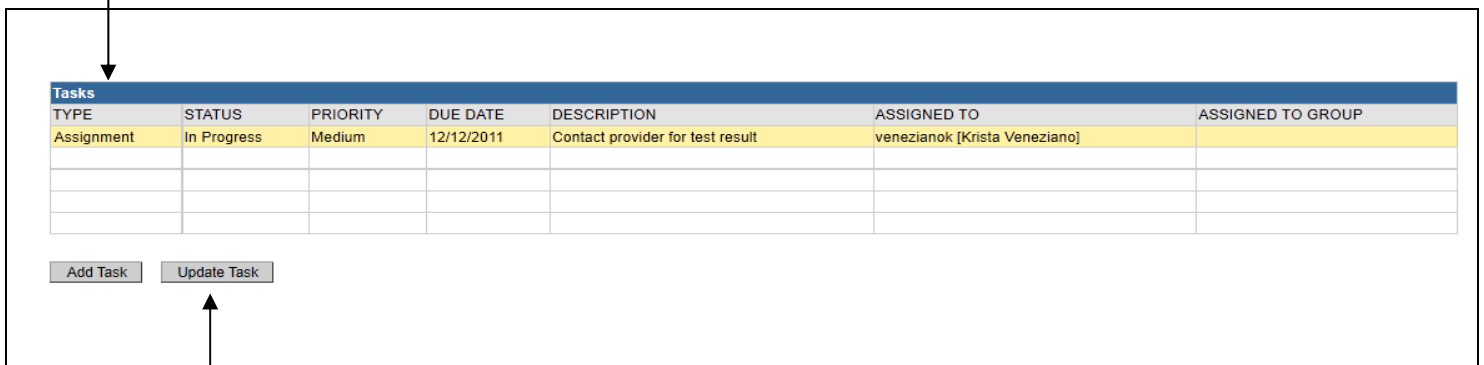 Tasks
TYPE STATUS PRIORITY DUE DATE DESCRIPTION ASSIGNED TO ASSIGNED TO GROUP
Assignment In Progress Medium 12/12/2011 Contact provider for test result venezianok [Krista Veneziano]
Add Task Update Task